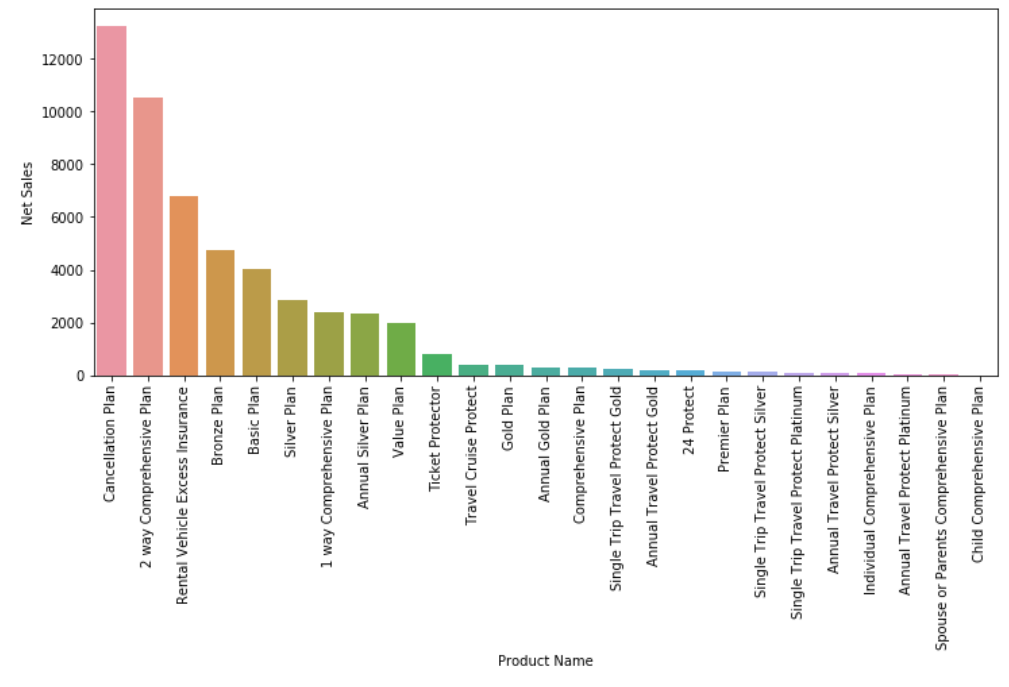 12000
10000
8000
6000
4000
2000
0
Net Sales
Cancellation Plan
2 way Comprehensive Plan
Rental Vehicle Excess Insurance
Bronze Plan
Basic Plan
Silver Plan
1 way Comprehensive Plan
Annual Silver Plan
Value Plan
Ticket Protector
Travel Cruise Protect
Gold Plan
Annual Gold Plan
Comprehensive Plan
Single Trip Travel Protect Gold
Annual Travel Protect Gold
24 Protect
Premier Plan
Single Trip Travel Protect Silver
Single Trip Travel Protect Platinum
Annual Travel Protect Silver
Individual Comprehensive Plan
Annual Travel Protect Platinum
Spouse or Parents Comprehensive Plan
Child Comprehensive Plan
Product Name